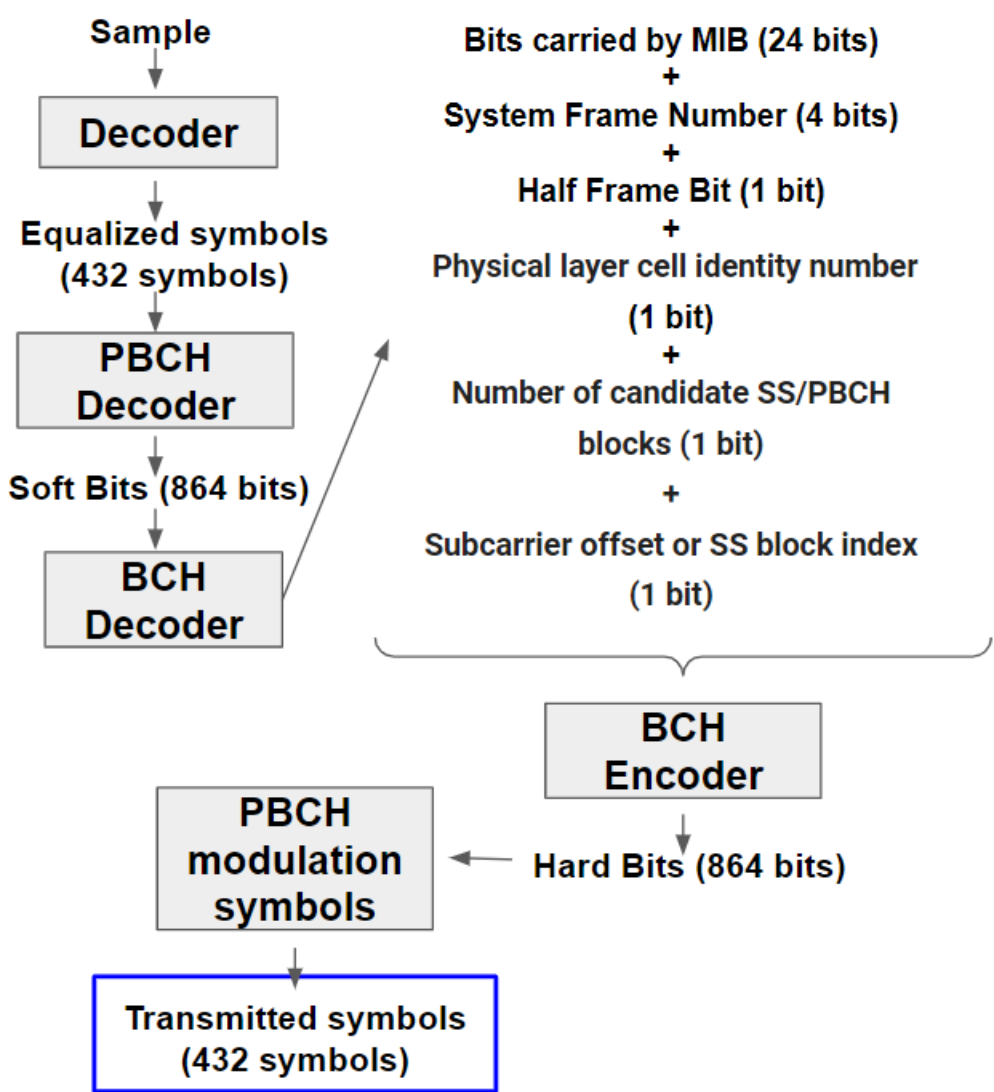 Sample
Decoder
Equalized symbols
(432 symbols)
PBCH
Decoder
Soft Bits (864 bits)
BCH
Decoder
Bits carried by MIB (24 bits)
+
System Frame Number (4 bits)
+
Half Frame Bit (1 bit)
+
Physical layer cell identity number
(1 bit)
+
Number of candidate SS/PBCH
blocks (1 bit)
+
Subcarrier offset or SS block index
(1 bit)
BCH
Encoder
Hard Bits (864 bits)
PBCH
modulation
symbols
Transmitted symbols
(432 symbols)